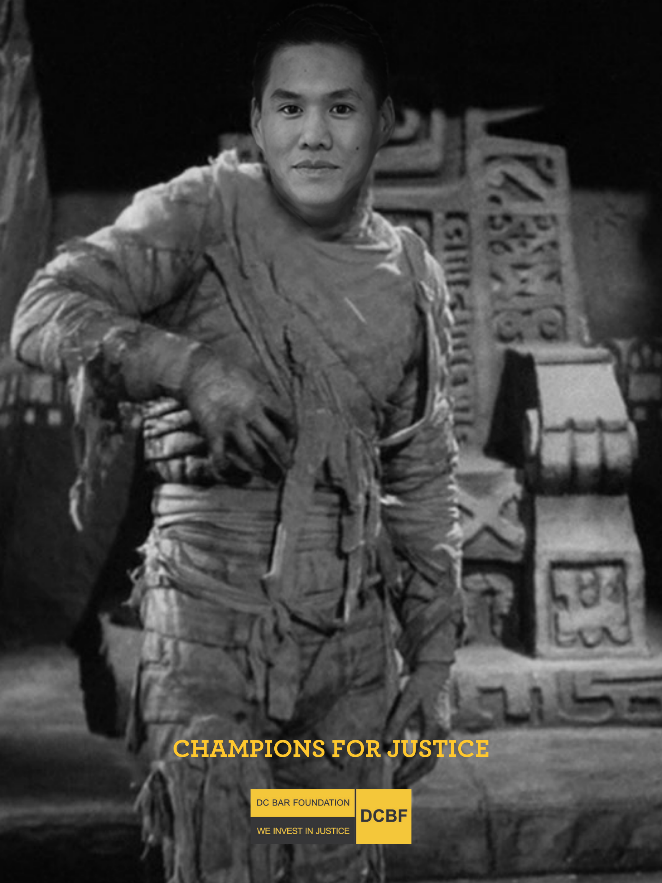 CHAMPIONS FOR JUSTICE
DC BAR FOUNDATION
WE INVEST IN JUSTICE
DCBF